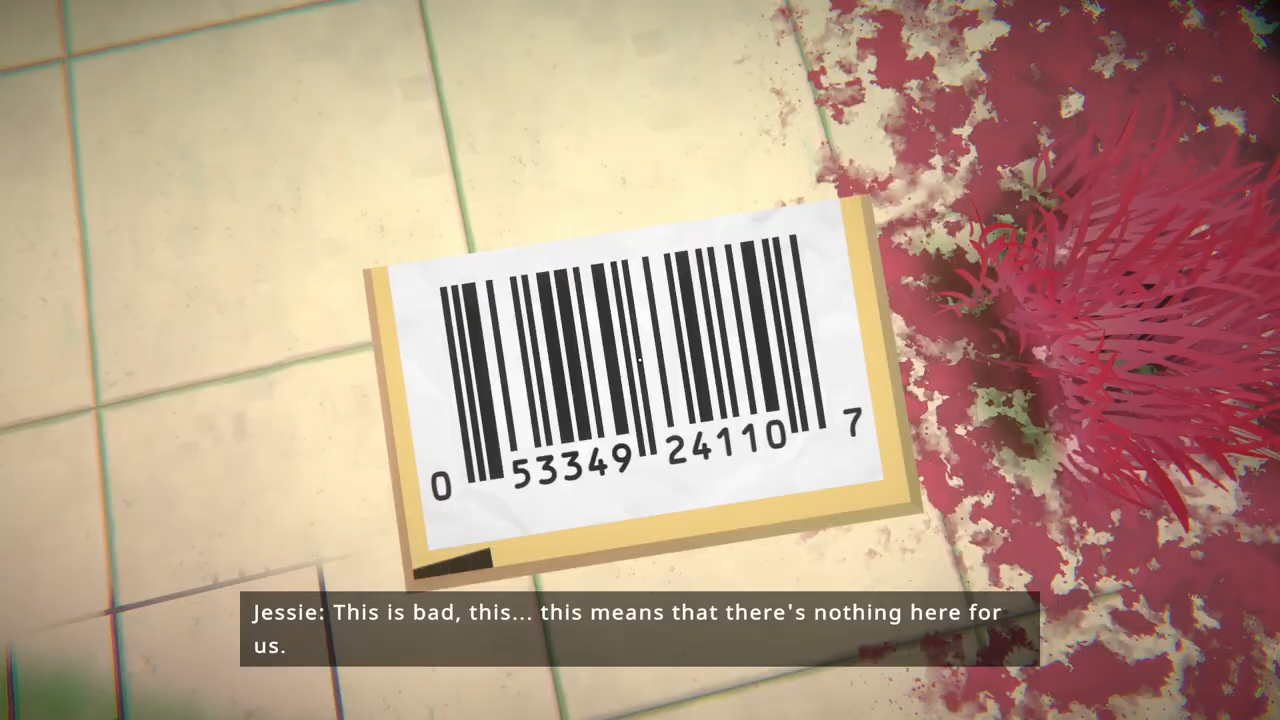 0 53349 24110 7
Jessie: This is bad, this... this means that there's nothing here for
us.